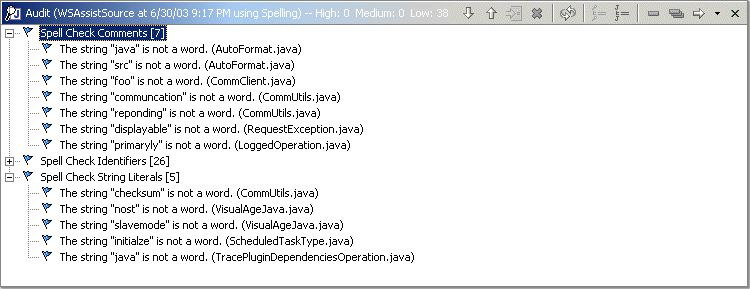 Audit (WSAssistSource at 6/30/03 9:17 PM using Spelling) -- High: 0 Medium: 0 Low: 38
Spell Check Comments [7]
The string "java" is not a word. (AutoFormat.java)
The string "src" is not a word. (AutoFormat.java)
The string "foo" is not a word. (CommClient.java)
The string "communcation" is not a word. (CommUtils.java)
The string "reponding" is not a word. (CommUtils.java)
The string "displayable" is not a word. (RequestException.java)
The string "primaryly" is not a word. (LoggedOperation.java)
Spell Check Identifiers [26]
Spell Check String Literals [5]
The string "checksum" is not a word. (CommUtils.java)
The string "nost" is not a word. (VisualAgeJava.java)
The string "slavemode" is not a word. (VisualAgeJava.java)
The string "initialze" is not a word. (ScheduledTaskType.java)
The string "java" is not a word. (TracePluginDependenciesOperation.java)